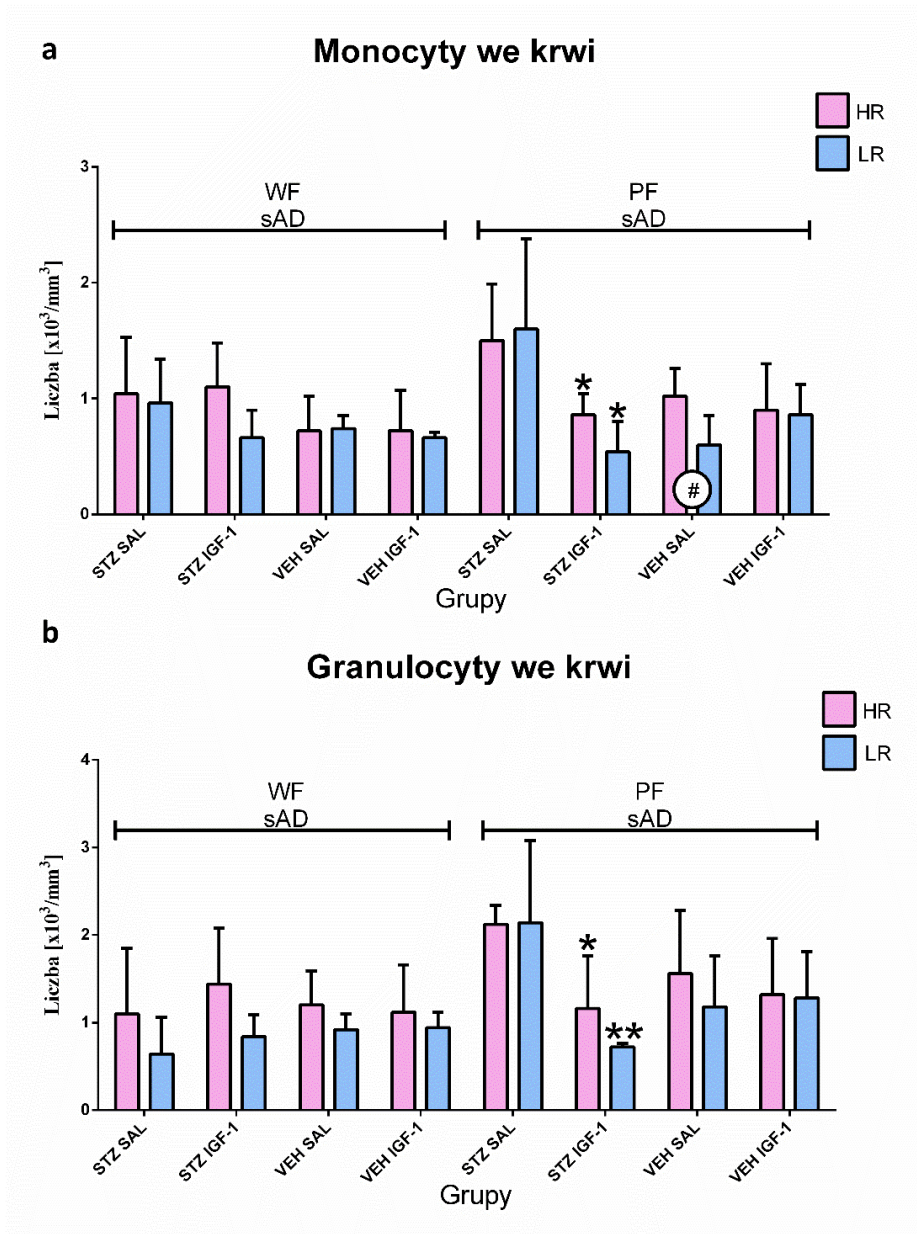 a
Monocyty we krwi
HR
LR
3
2
1
0
Liczba [x10³/mm³]
WF
sAD
PF
sAD
* * #
STZ SAL STZ IGF-1 VEH SAL VEH IGF-1 STZ SAL STZ IGF-1 VEH SAL VEH IGF-1
Grupy
b
Granulocyty we krwi
HR
LR
4
3
2
1
0
Liczba [x10³/mm³]
WF
sAD
PF
sAD
* **
STZ SAL STZ IGF-1 VEH SAL VEH IGF-1 STZ SAL STZ IGF-1 VEH SAL VEH IGF-1
Grupy